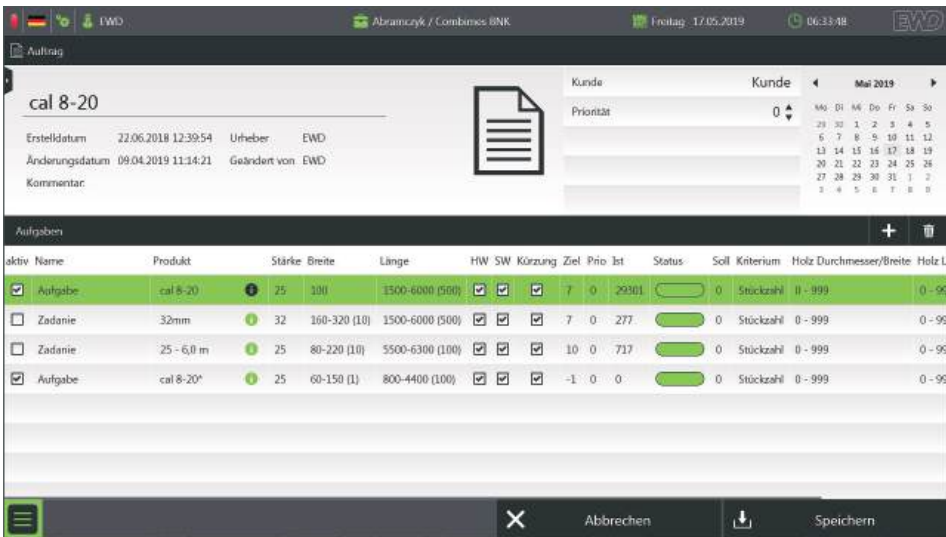 EWD Abramczyk / Combimes BNK Freitag 17.05.2019 06:33:48 EWD
Auftrag
cal 8-20
Erstelldatum 22.06.2018 12:39:54 Urheber EWD
Änderungsdatum 09.04.2019 11:14:21 Geändert von EWD
Kommentar:
Kunde Kunde
Priorität 0
Mai 2019
Mo Di Mi Do Fr Sa So
29 30 1 2 3 4 5
6 7 8 9 10 11 12
13 14 15 16 17 18 19
20 21 22 23 24 25 26
27 28 29 30 31 1 2
3 4 5 6 7 8 9
Aufgaben
aktiv Name Produkt Stärke Breite Länge HW SW Kürzung Ziel Prio Ist Status Soll Kriterium Holz Durchmesser/Breite Holz L
Aufgabe cal 8-20 25 100 1500-6000 (500) 7 0 29301 0 Stückzahl 0 - 999 0 - 99
Zadanie 32mm 32 160-320 (10) 1500-6000 (500) 7 0 277 0 Stückzahl 0 - 999 0 - 99
Zadanie 25 - 6,0 m 25 80-220 (10) 5500-6300 (100) 10 0 717 0 Stückzahl 0 - 999 0 - 99
Aufgabe cal 8-20* 25 60-150 (1) 800-4400 (100) -1 0 0 0 Stückzahl 0 - 999 0 - 99
Abbrechen Speichern